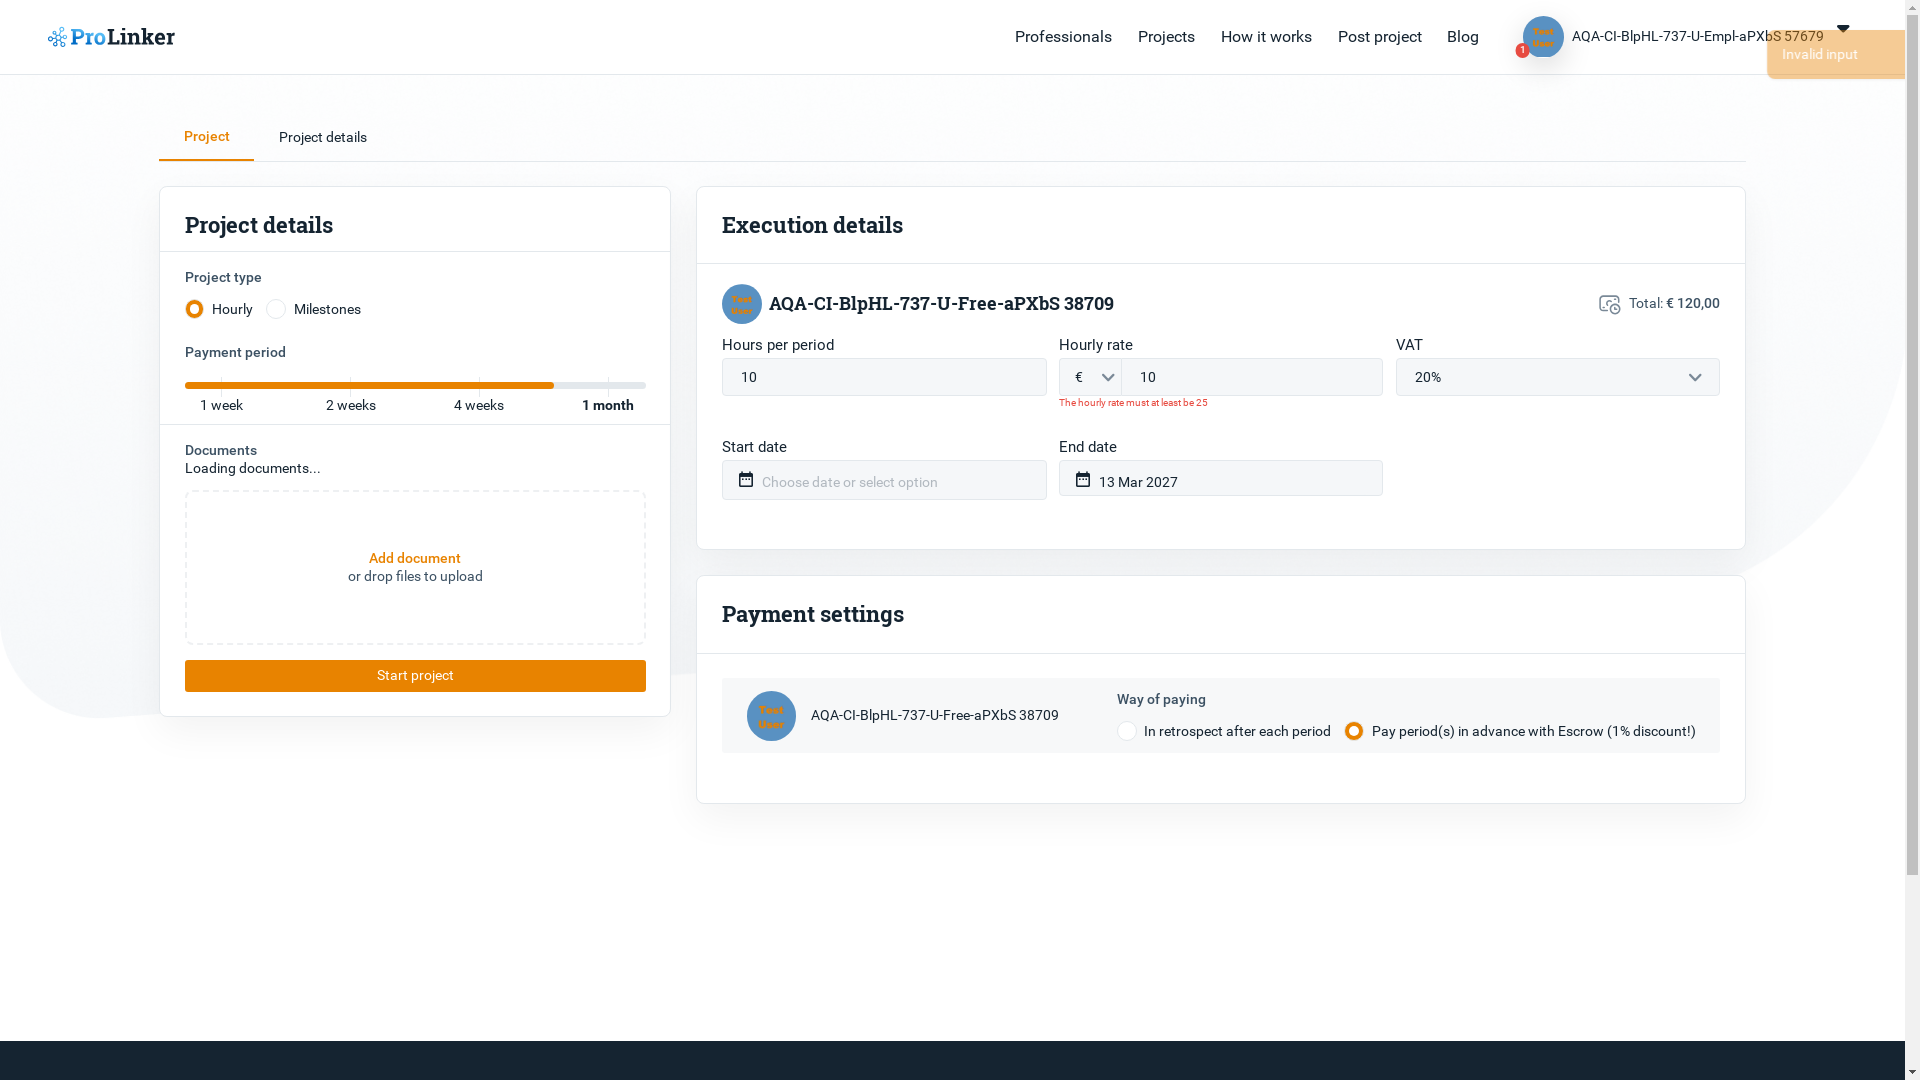 ProLinker
Professionals
Projects
How it works
Post project
Blog
Test
User
1
AQA-CI-BlpHL-737-U-Empl-aPXbS 57679
Invalid input
Project
Project details
Project details
Project type
Hourly
Milestones
Payment period
1 week
2 weeks
4 weeks
1 month
Documents
Loading documents...
Add document
or drop files to upload
Start project
Execution details
Test
User
AQA-CI-BlpHL-737-U-Free-aPXbS 38709
Total: € 120,00
Hours per period
10
Hourly rate
€
10
The hourly rate must at least be 25
VAT
20%
Start date
Choose date or select option
End date
13 Mar 2027
Payment settings
Test
User
AQA-CI-BlpHL-737-U-Free-aPXbS 38709
Way of paying
In retrospect after each period
Pay period(s) in advance with Escrow (1% discount!)